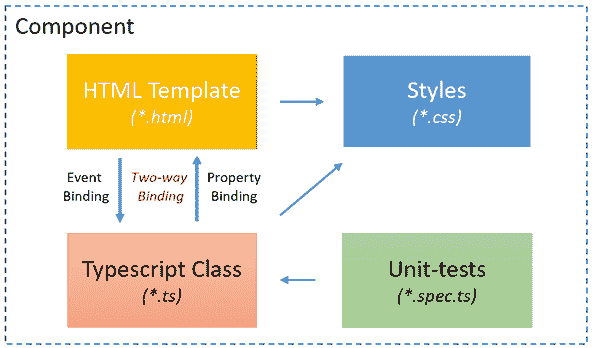 Component
HTML Template
(*.html)
Styles
(*.css)
Event
Binding
Two-way
Binding
Property
Binding
Typescript Class
(*.ts)
Unit-tests
(*.spec.ts)